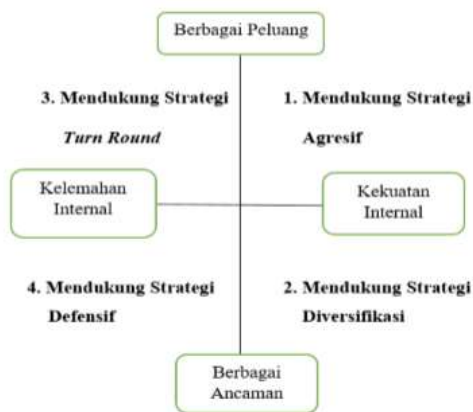 Berbagai Peluang
3. Mendukung Strategi
Turn Round
1. Mendukung Strategi
Agresif
Kelemahan
Internal
Kekuatan
Internal
4. Mendukung Strategi
Defensif
2. Mendukung Strategi
Diversifikasi
Berbagai
Ancaman